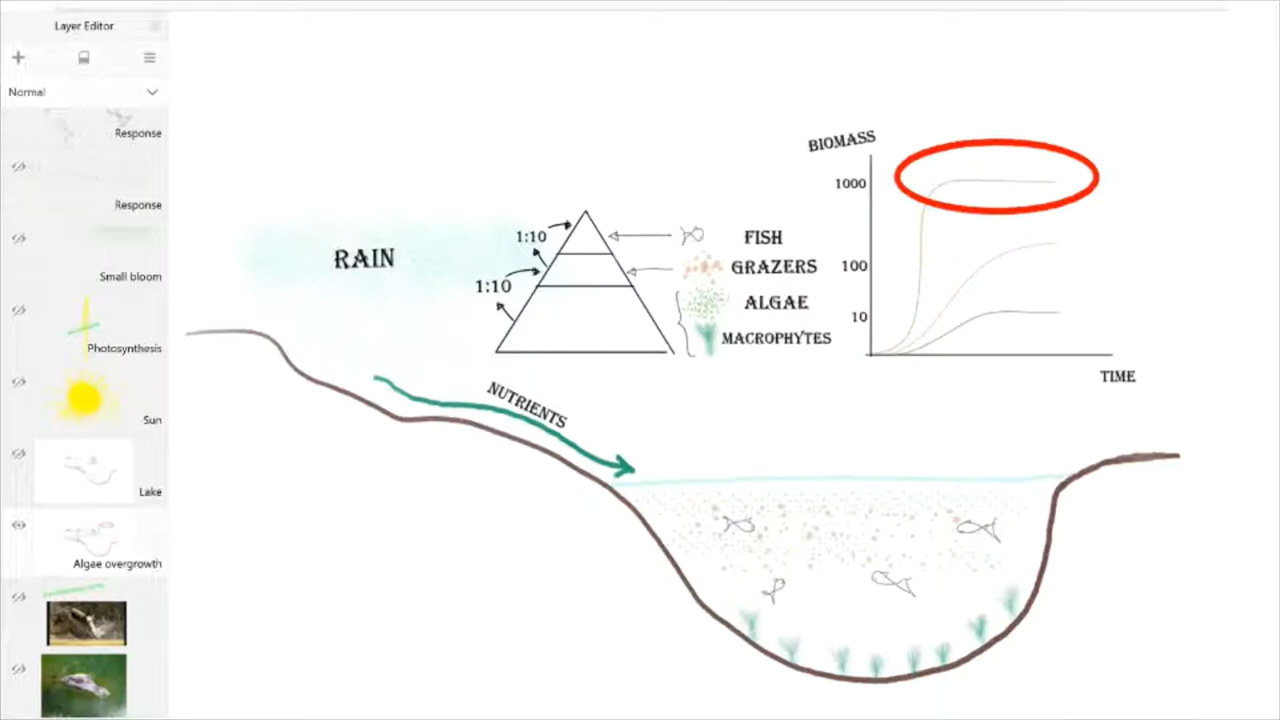 Layer Editor
Normal
Response
Response
Small bloom
Photosynthesis
Sun
Lake
Algae overgrowth
RAIN
1:10
1:10
FISH
GRAZERS
ALGAE
MACROPHYTES
NUTRIENTS
BIOMASS
1000
100
10
TIME